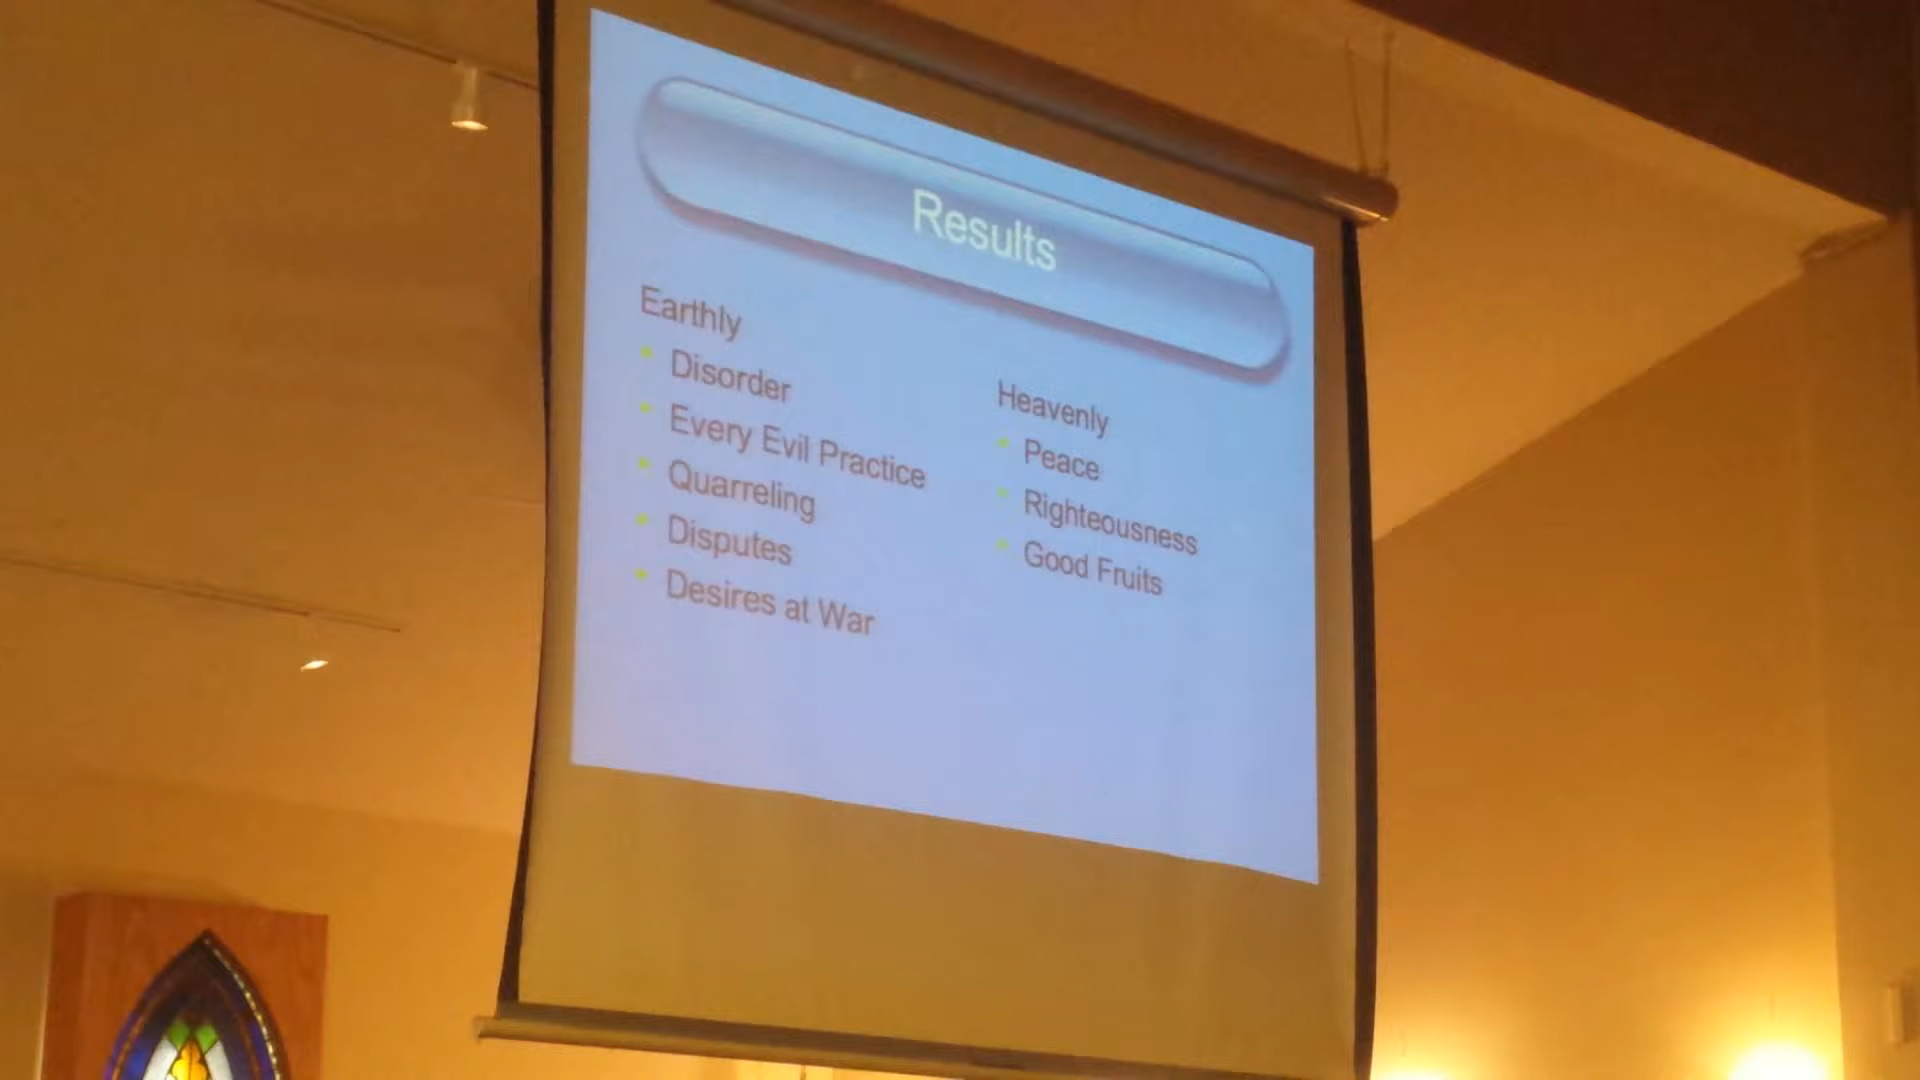 Results
Earthly
Disorder
Every Evil Practice
Quarreling
Disputes
Desires at War
Heavenly
Peace
Righteousness
Good Fruits